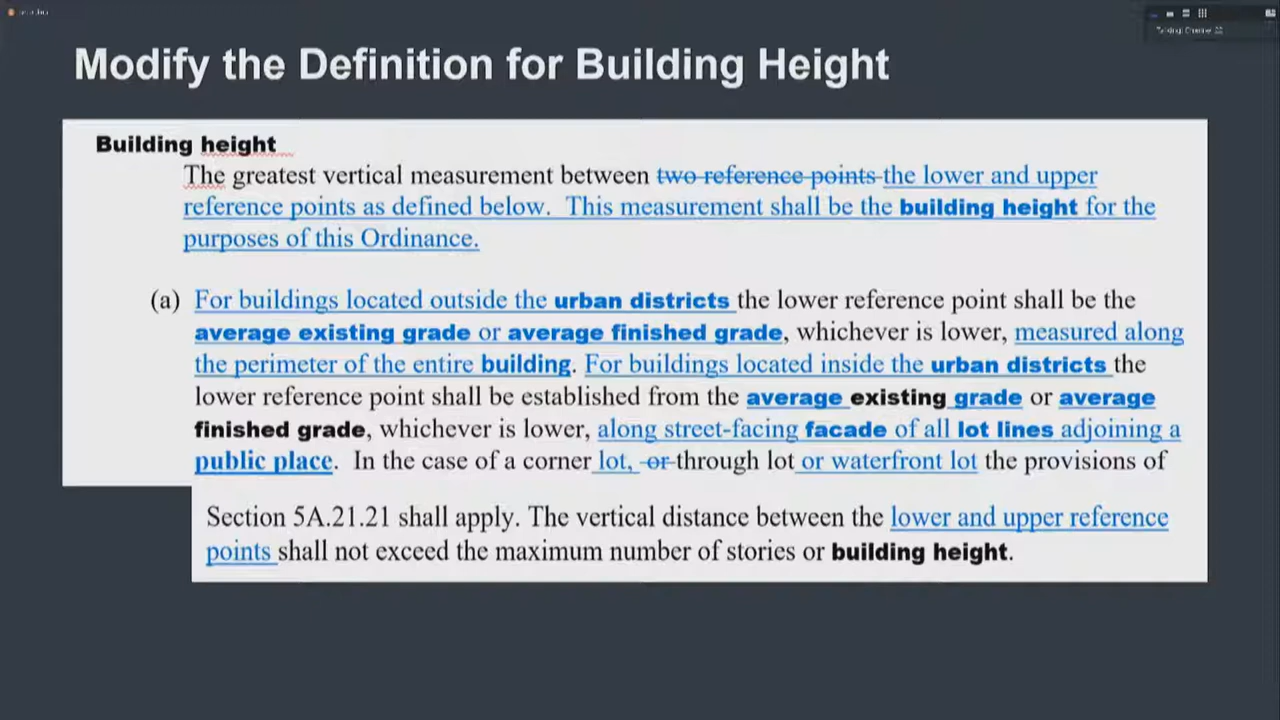 Modify the Definition for Building Height
Building height
The greatest vertical measurement between two reference points the lower and upper
reference points as defined below. This measurement shall be the building height for the
purposes of this Ordinance.
(a) For buildings located outside the urban districts the lower reference point shall be the
average existing grade or average finished grade, whichever is lower, measured along
the perimeter of the entire building. For buildings located inside the urban districts the
lower reference point shall be established from the average existing grade or average
finished grade, whichever is lower, along street-facing facade of all lot lines adjoining a
public place. In the case of a corner lot, or through lot or waterfront lot the provisions of
Section 5A.21.21 shall apply. The vertical distance between the lower and upper reference
points shall not exceed the maximum number of stories or building height.